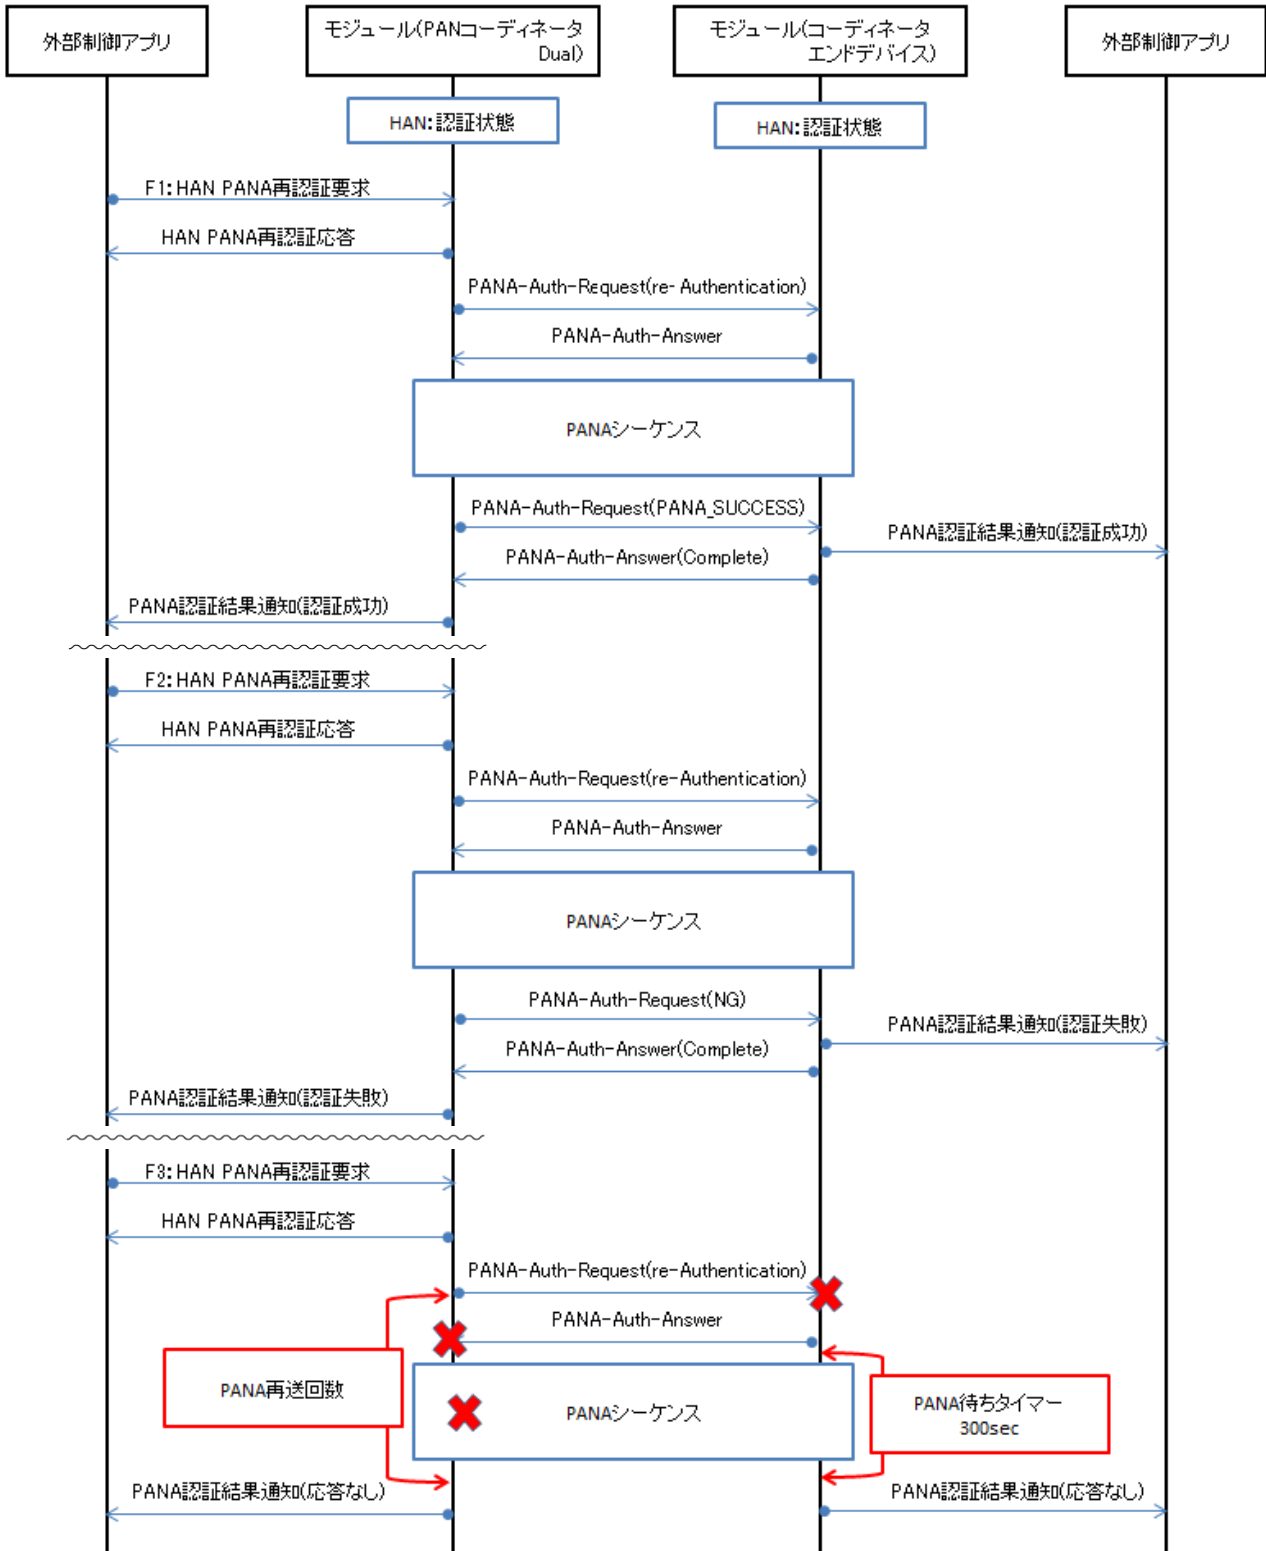 外部制御アプリ
モジュール(PANコーディネータ
Dual)
モジュール(コーディネータ
エンドデバイス)
外部制御アプリ
HAN:認証状態
HAN:認証状態
F1:HAN PANA再認証要求
HAN PANA再認証応答
PANA-Auth-Request(re-Authentication)
PANA-Auth-Answer
PANAシーケンス
PANA-Auth-Request(PANA_SUCCESS)
PANA認証結果通知(認証成功)
PANA-Auth-Answer(Complete)
PANA認証結果通知(認証成功)
F2:HAN PANA再認証要求
HAN PANA再認証応答
PANA-Auth-Request(re-Authentication)
PANA-Auth-Answer
PANAシーケンス
PANA-Auth-Request(NG)
PANA認証結果通知(認証失敗)
PANA-Auth-Answer(Complete)
PANA認証結果通知(認証失敗)
F3:HAN PANA再認証要求
HAN PANA再認証応答
PANA-Auth-Request(re-Authentication)
PANA-Auth-Answer
PANA再送回数
PANAシーケンス
PANA待ちタイマー
300sec
PANA認証結果通知(応答なし)
PANA認証結果通知(応答なし)